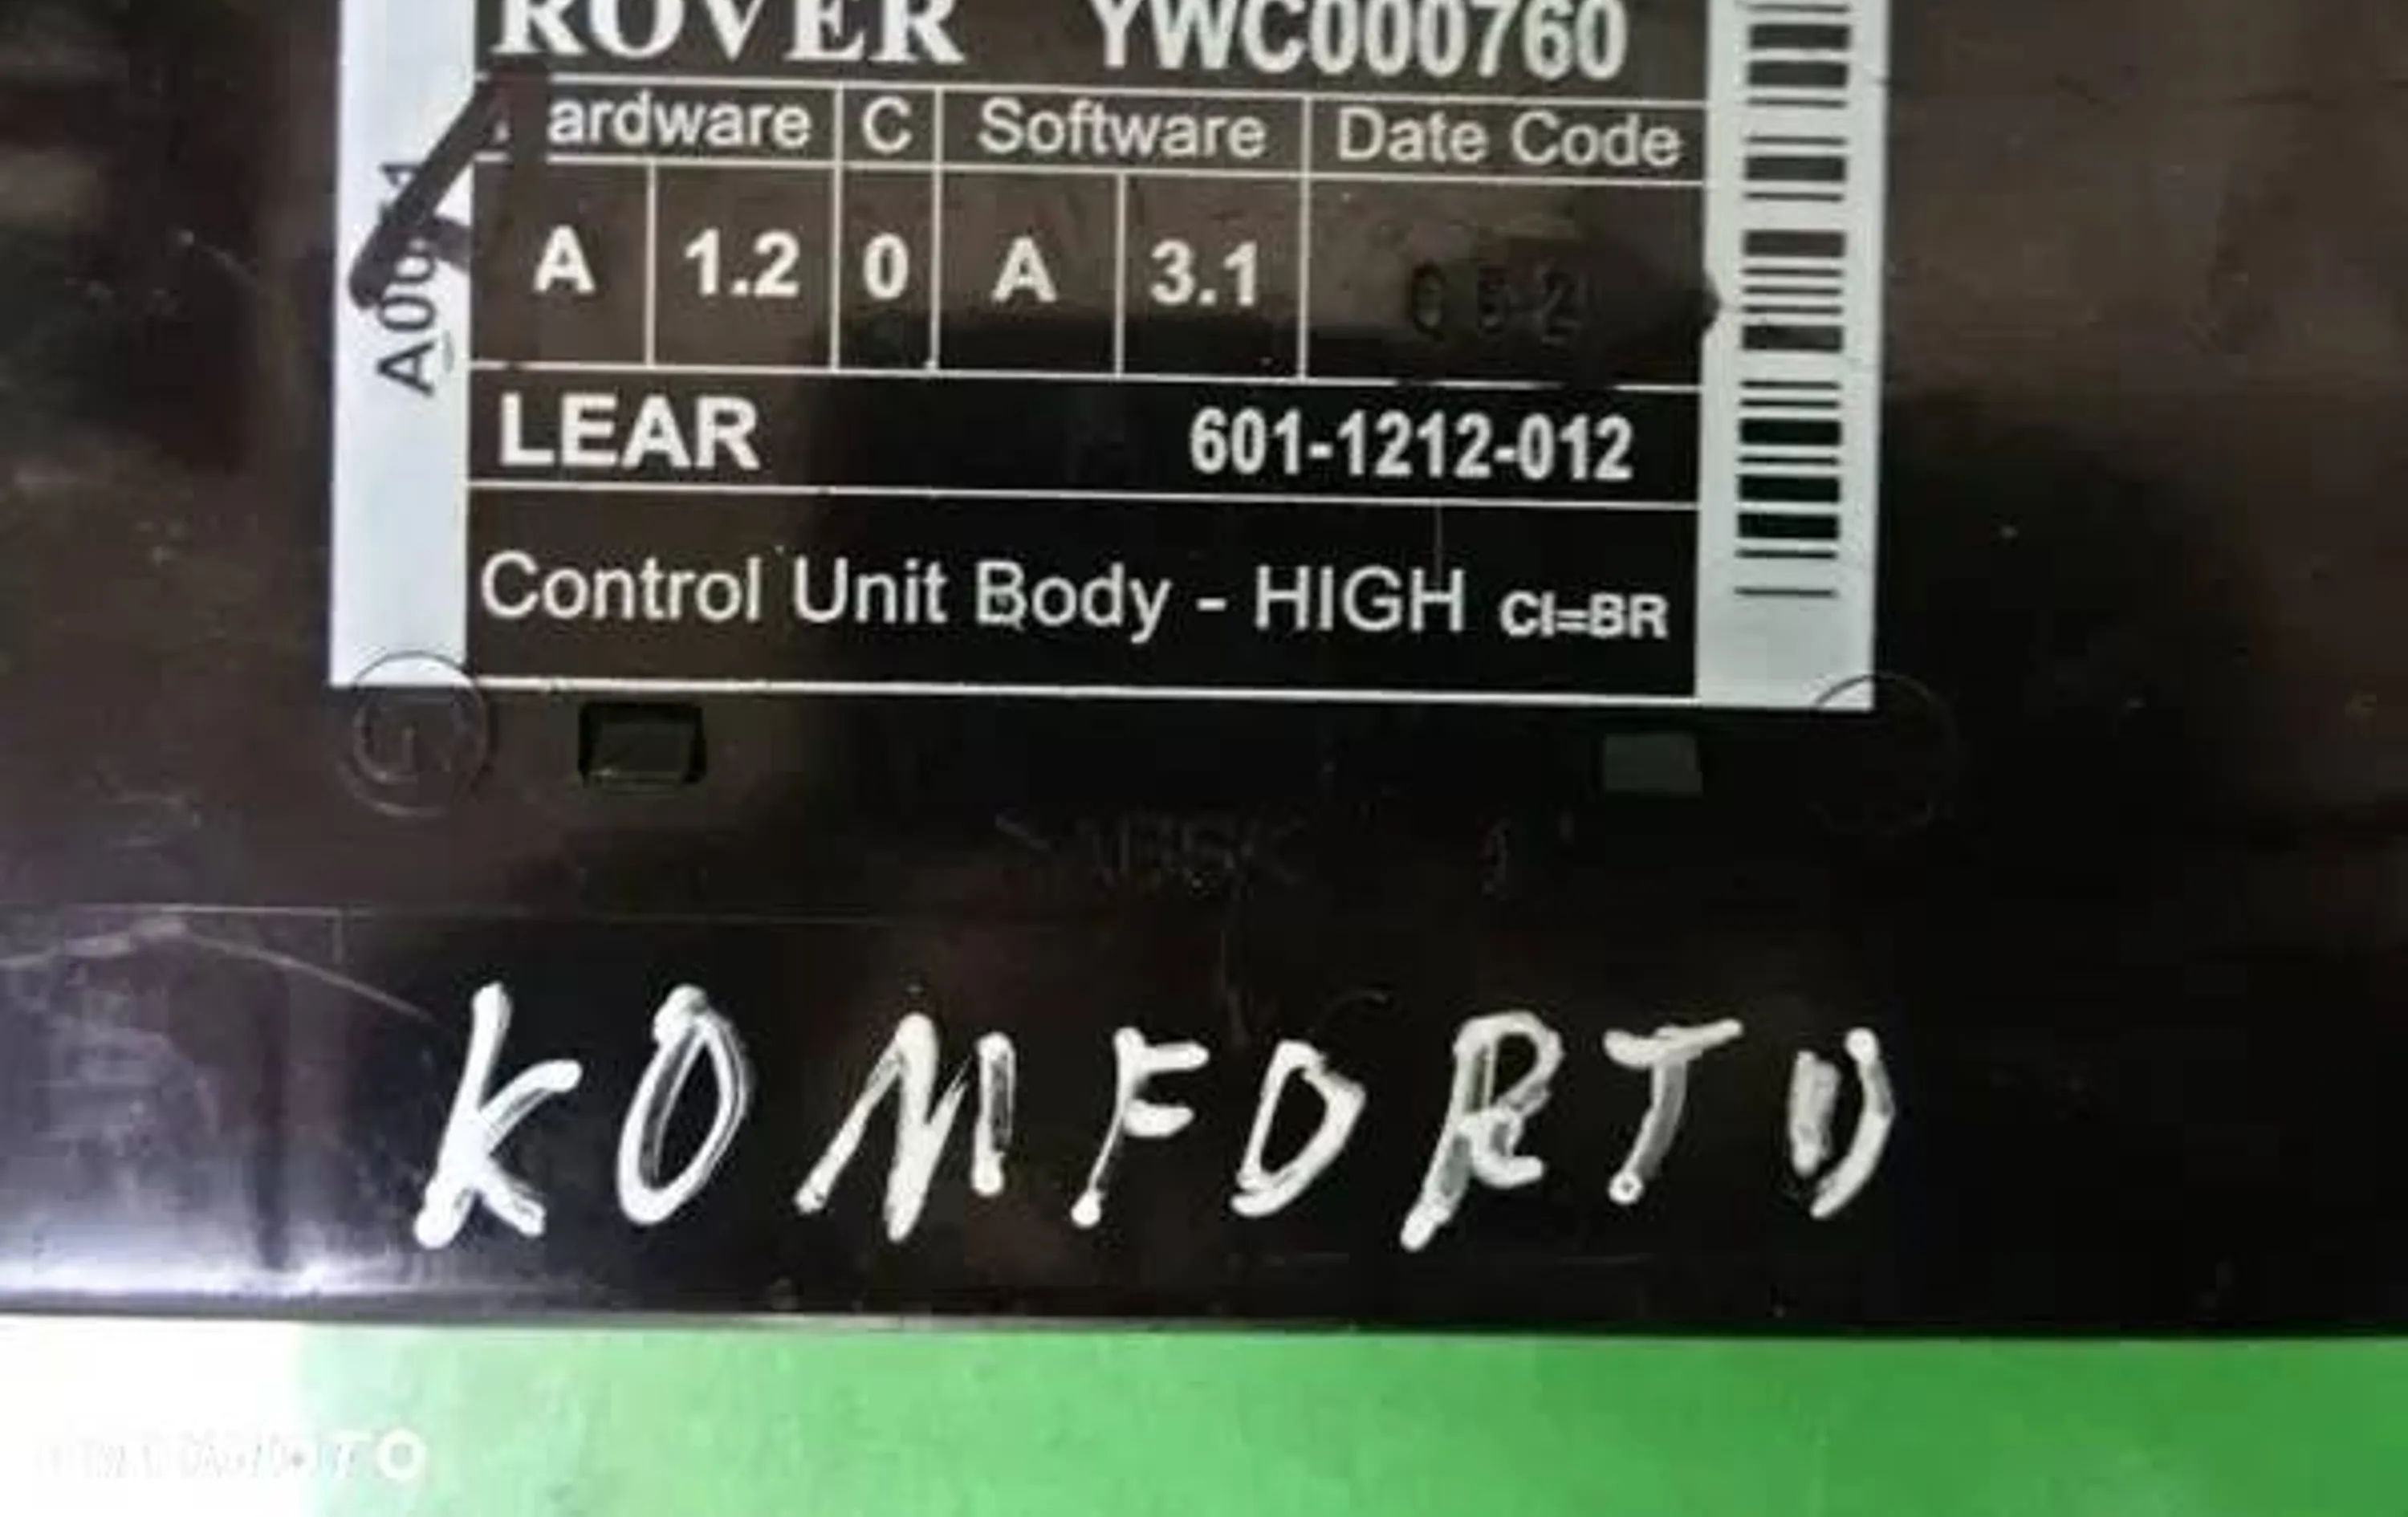 ROVER YWC000760
ardware C Software Date Code
A 1.2 0 A 3.1
LEAR 601-1212-012
Control Unit Body - HIGH CI=BR
KOMFORTU